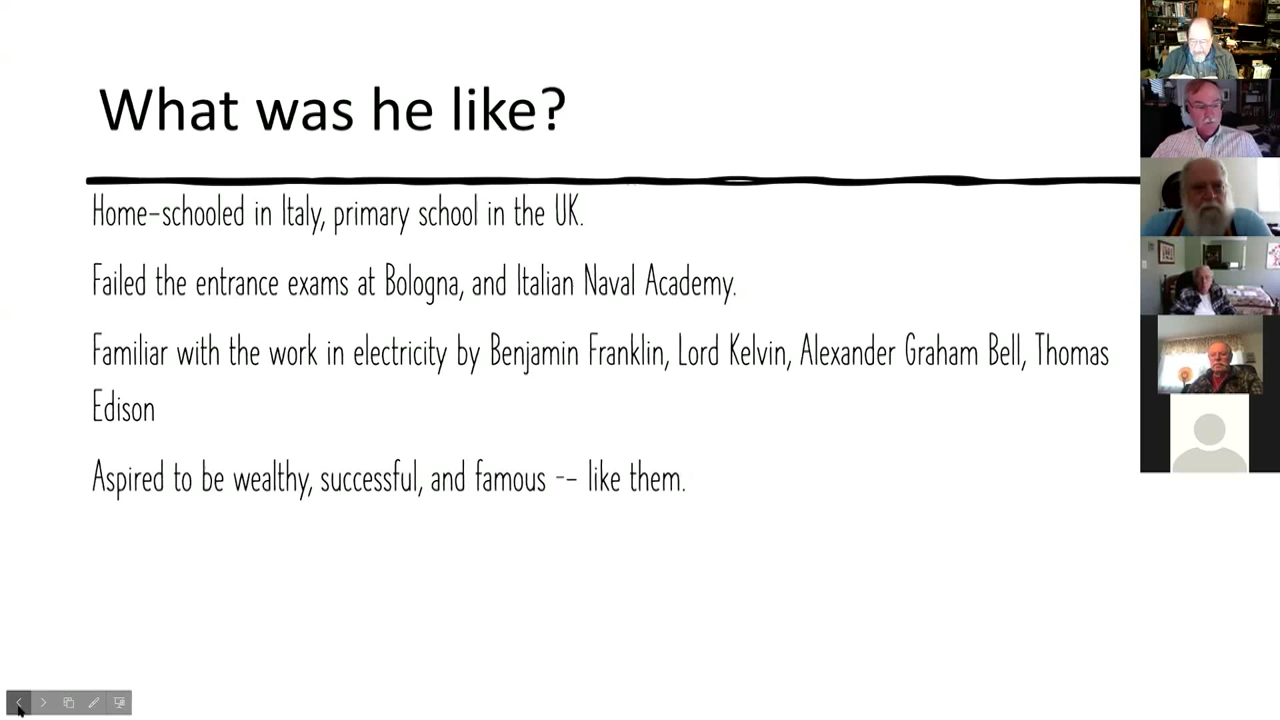 What was he like?
Home-schooled in Italy, primary school in the UK.
Failed the entrance exams at Bologna, and Italian Naval Academy.
Familiar with the work in electricity by Benjamin Franklin, Lord Kelvin, Alexander Graham Bell, Thomas
Edison
Aspired to be wealthy, successful, and famous -- like them.